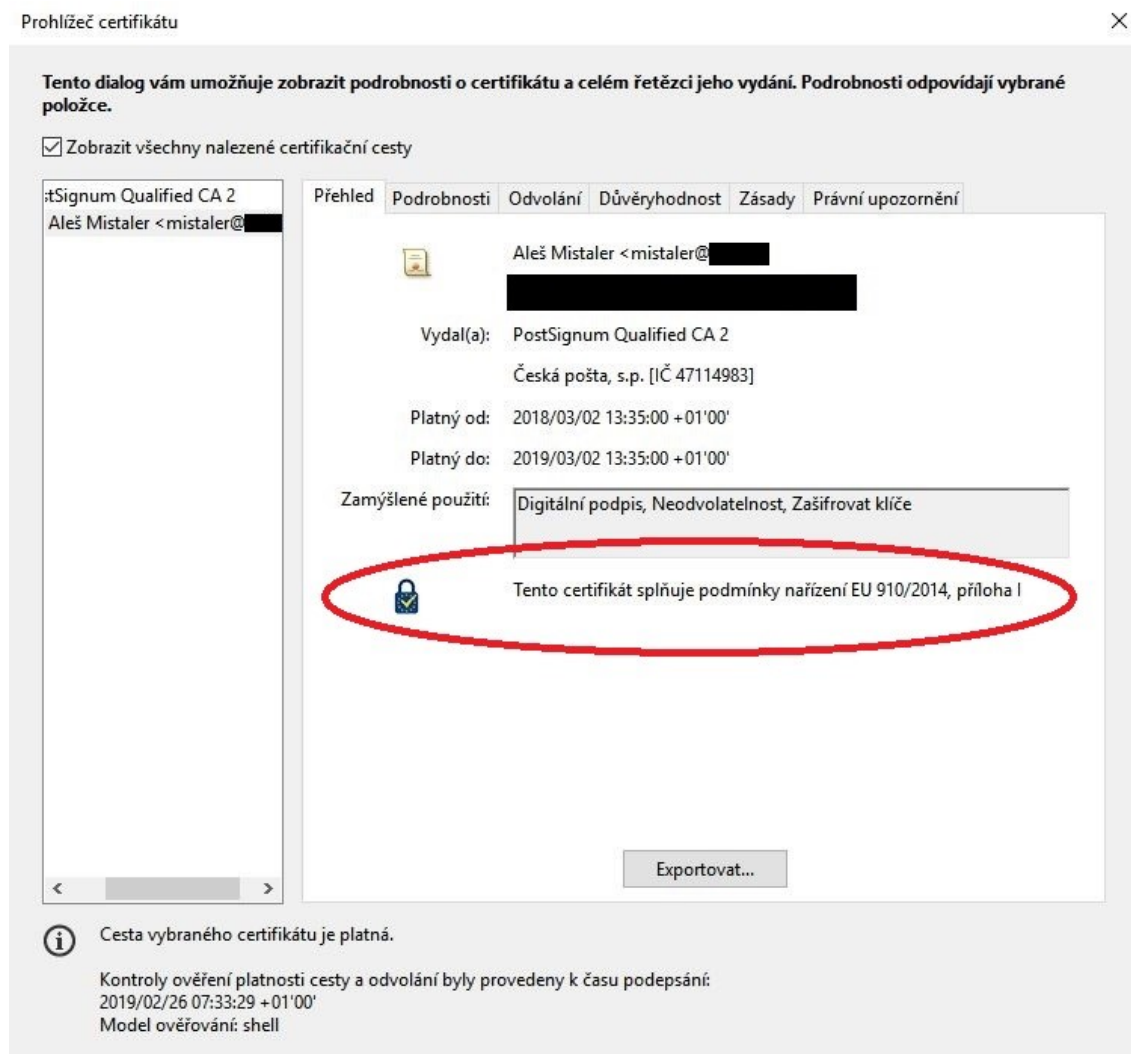 Prohlížeč certifikátu
Tento dialog vám umožňuje zobrazit podrobnosti o certifikátu a celém řetězci jeho vydání. Podrobnosti odpovídají vybrané
položce.
Zobrazit všechny nalezené certifikační cesty
tSignum Qualified CA 2
Aleš Mistaler <mistaler@
Přehled Podrobnosti Odvolání Důvěryhodnost Zásady Právní upozornění
Aleš Mistaler <mistaler@
Vydal(a): PostSignum Qualified CA 2
Česká pošta, s.p. [IČ 47114983]
Platný od: 2018/03/02 13:35:00 +01'00'
Platný do: 2019/03/02 13:35:00 +01'00'
Zamýšlené použití: Digitální podpis, Neodvolatelnost, Zašifrovat klíče
Tento certifikát splňuje podmínky nařízení EU 910/2014, příloha I
Exportovat...
Cesta vybraného certifikátu je platná.
Kontroly ověření platnosti cesty a odvolání byly provedeny k času podepsání:
2019/02/26 07:33:29 +01'00'
Model ověřování: shell